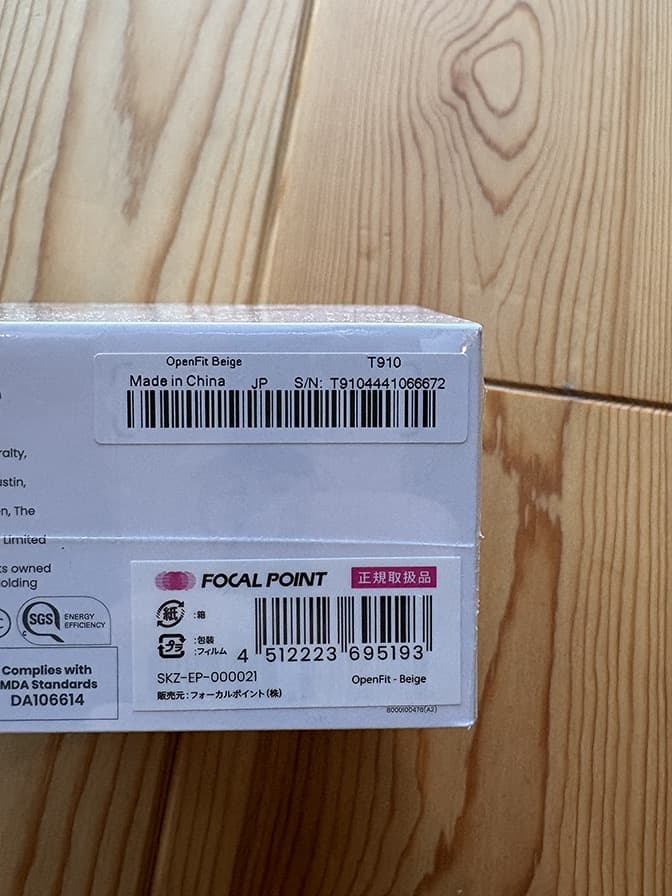 OpenFit Beige T910
Made in China JP S/N: T9104441066672
ralty,
ustin,
n, The
Limited
ts owned
olding
SGS ENERGY
EFFICIENCY
Complies with
MDA Standards
DA106614
FOCAL POINT 正規取扱品
紙 :箱
プラ :包装
:フィルム
4 512223 695193
SKZ-EP-000021 OpenFit - Beige
販売元:フォーカルポイント(株)